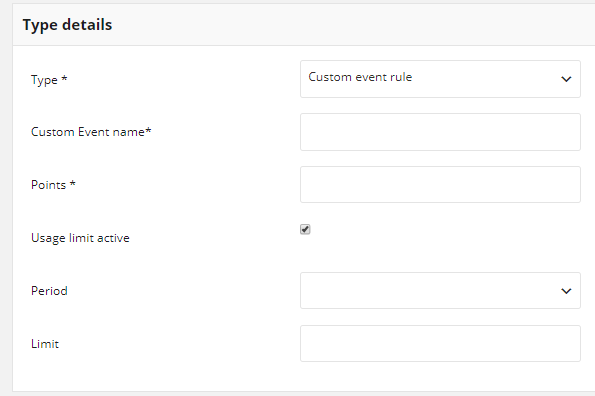 Type details
Type *
Custom event rule
Custom Event name*
Points *
Usage limit active
Period
Limit